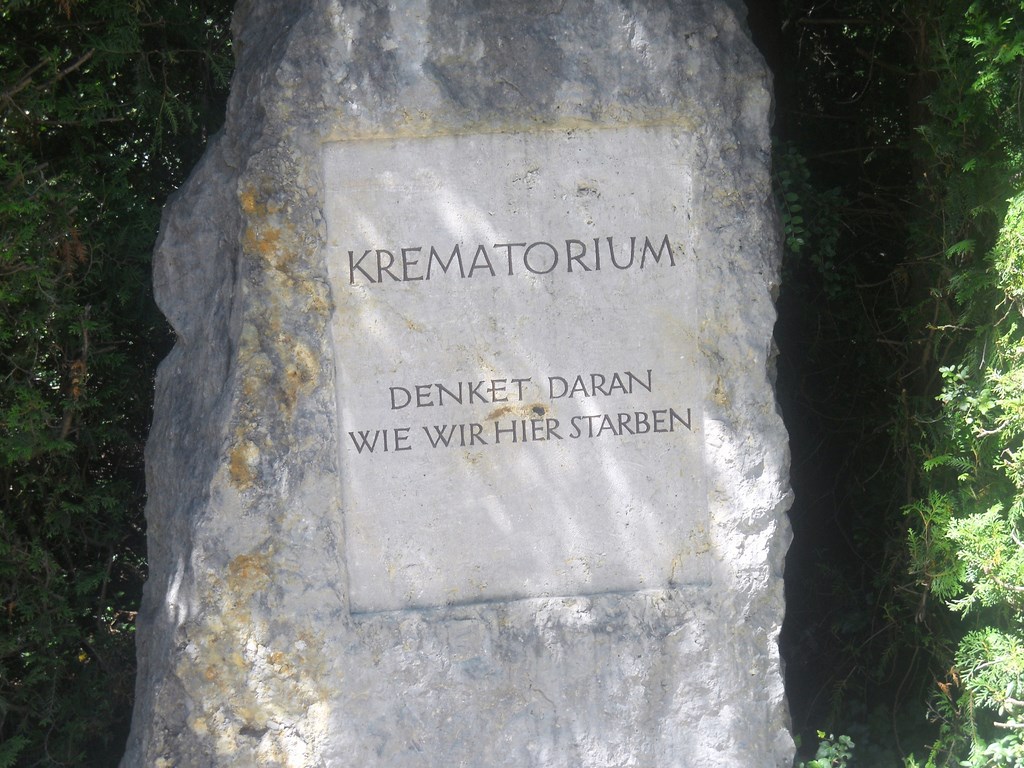 KREMATORIUM
DENKET DARAN
WIE WIR HIER STARBEN